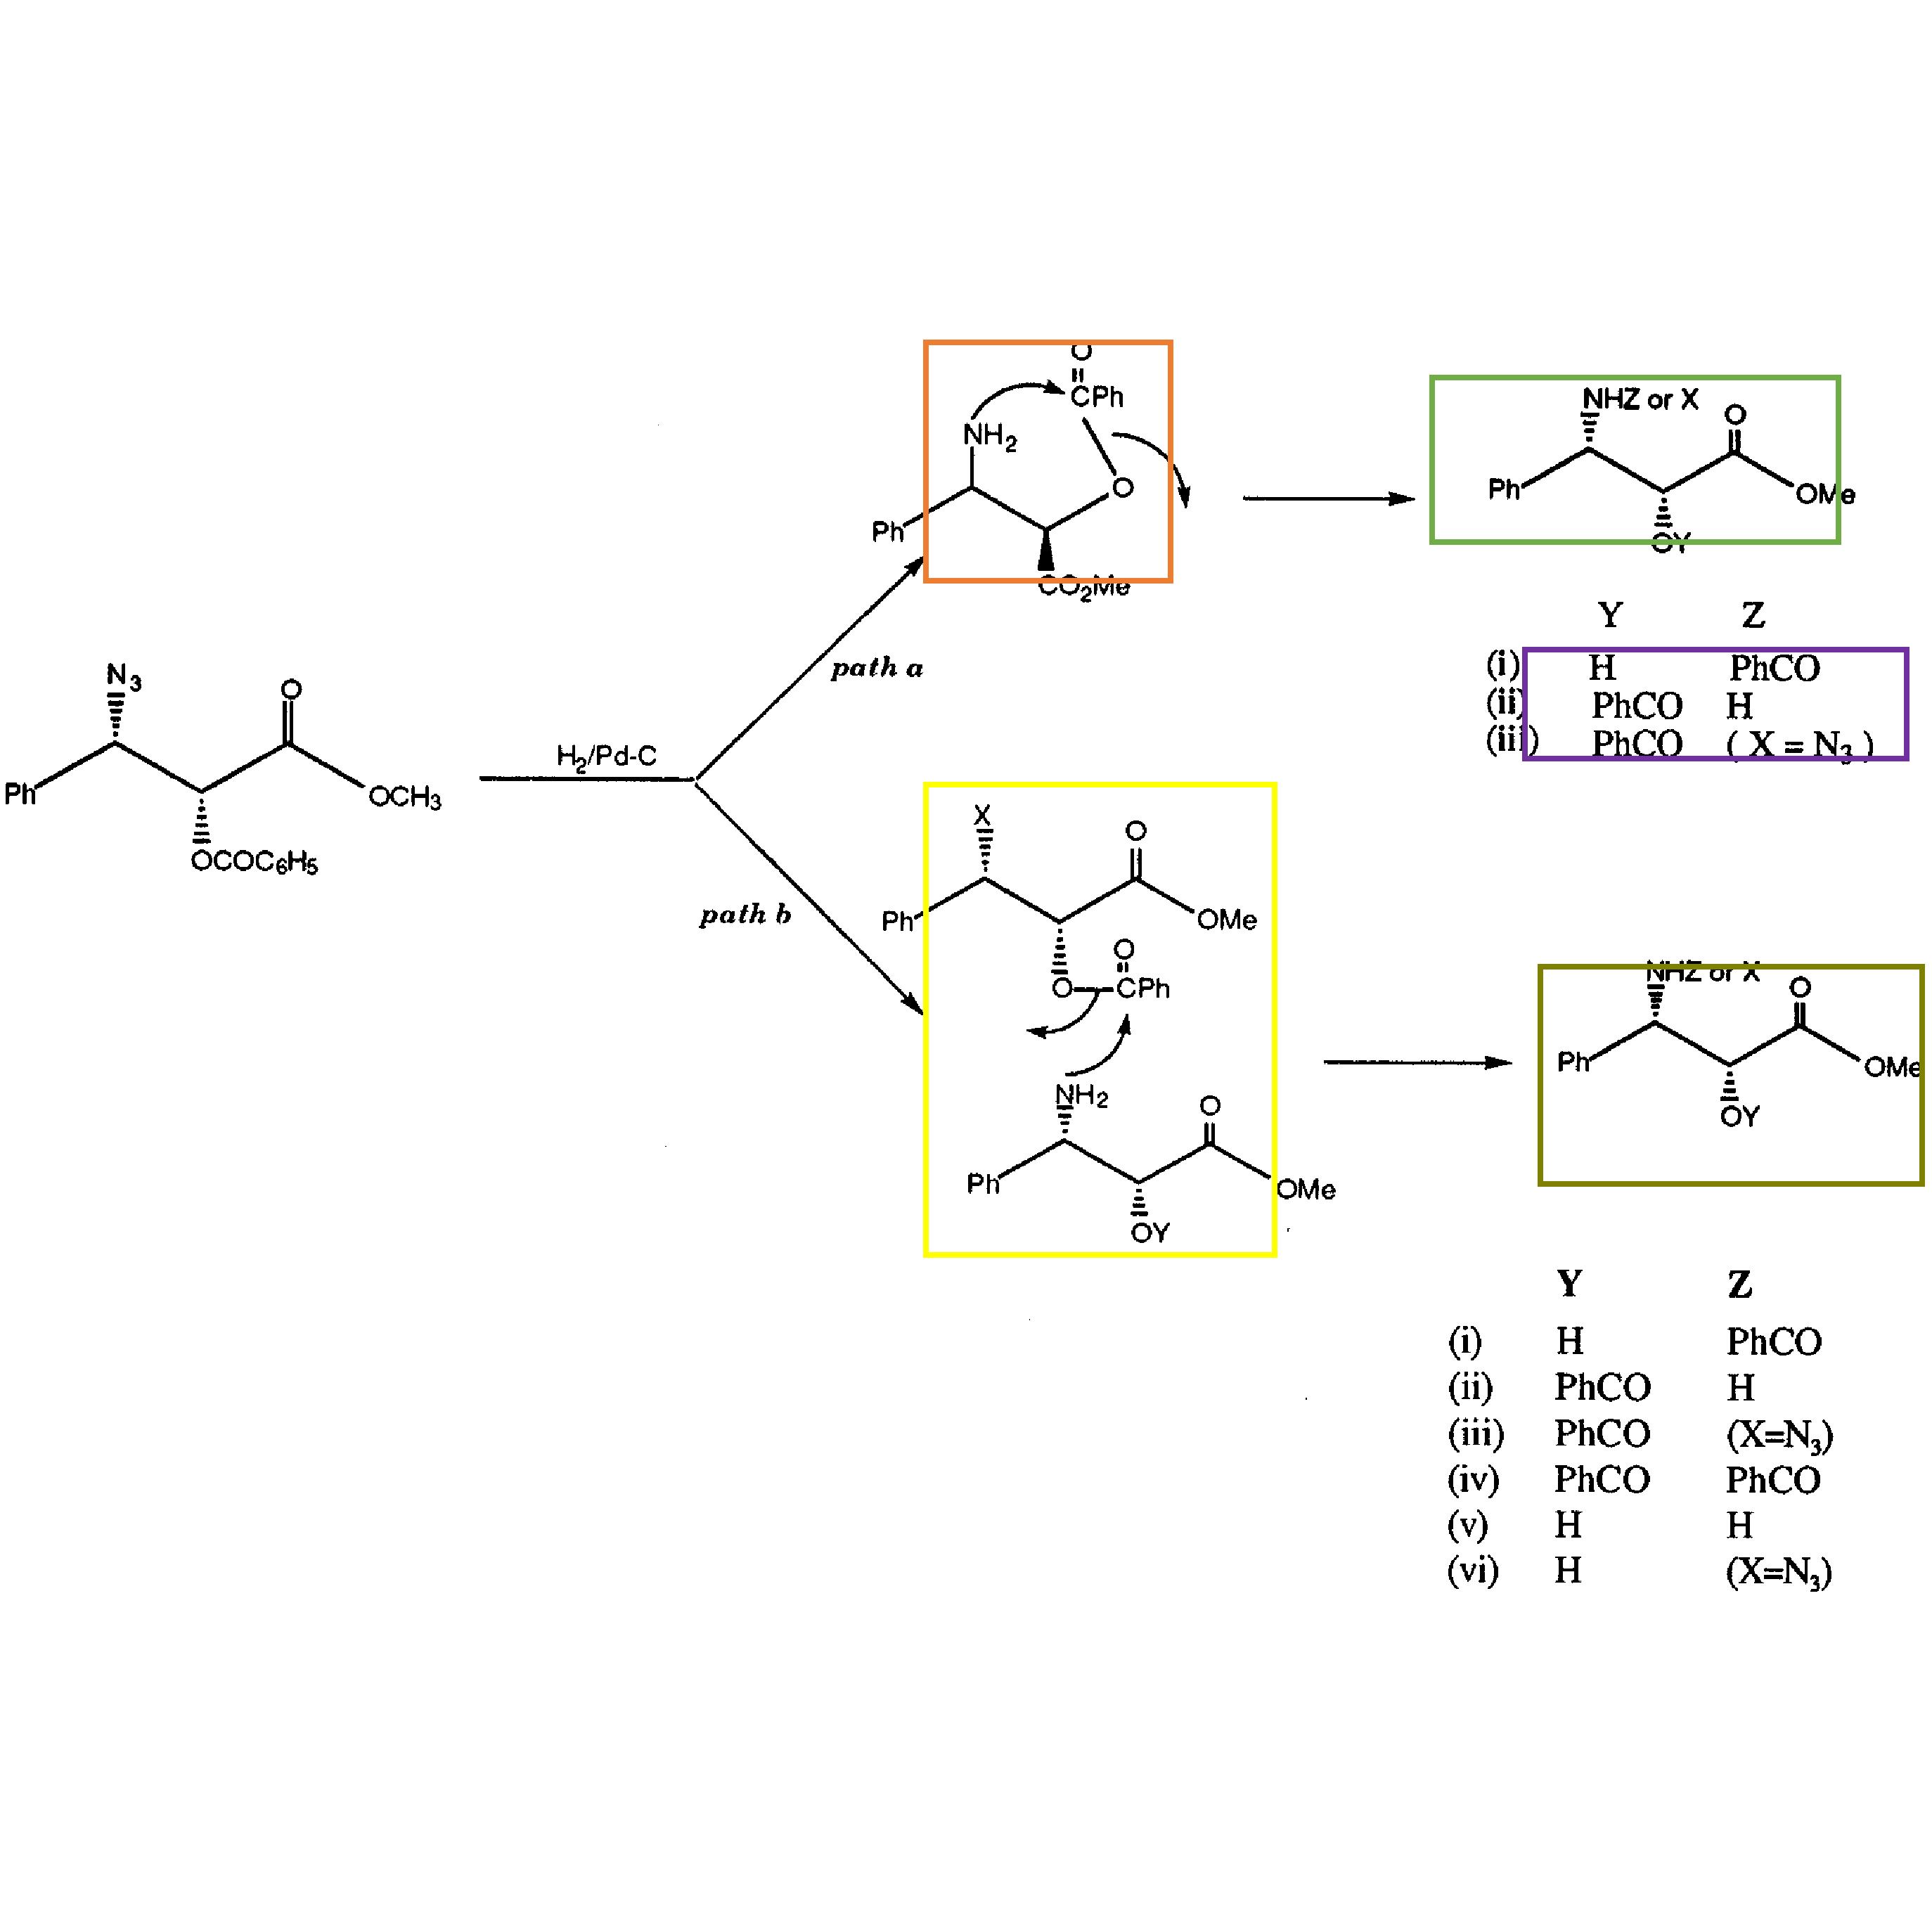 N3
O
Ph
OCH3
OCOC6H5
H2/Pd-C
path a
path b
O
CPh
NH2
O
Ph
CO2Me
NHZ or X
O
Ph
OMe
OY
Y Z
(i) H PhCO
(ii) PhCO H
(iii) PhCO ( X = N3 )
X
O
Ph
OMe
O
O CPh
NH2
O
Ph
OMe
OY
NHZ or X
O
Ph
OMe
OY
Y Z
(i) H PhCO
(ii) PhCO H
(iii) PhCO (X=N3)
(iv) PhCO PhCO
(v) H H
(vi) H (X=N3)